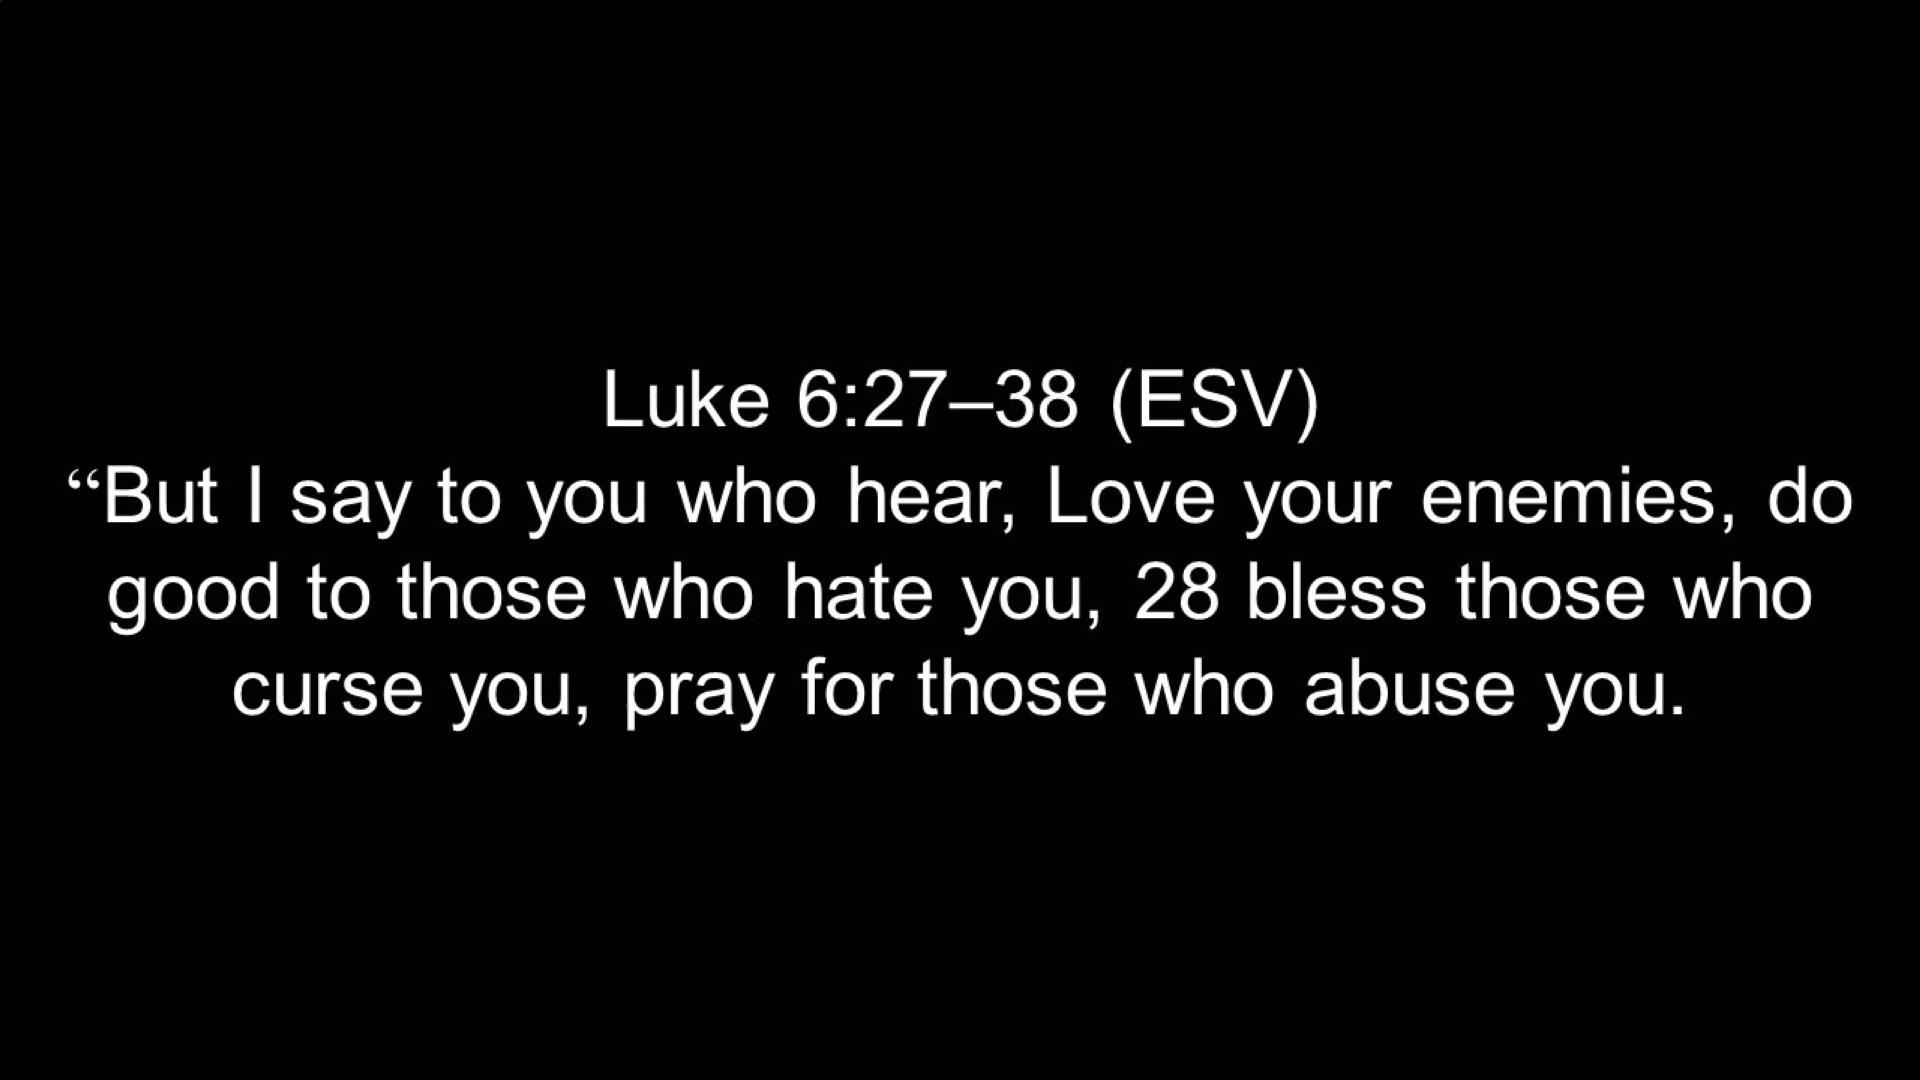 Luke 6:27–38 (ESV)
“But I say to you who hear, Love your enemies, do
good to those who hate you, 28 bless those who
curse you, pray for those who abuse you.